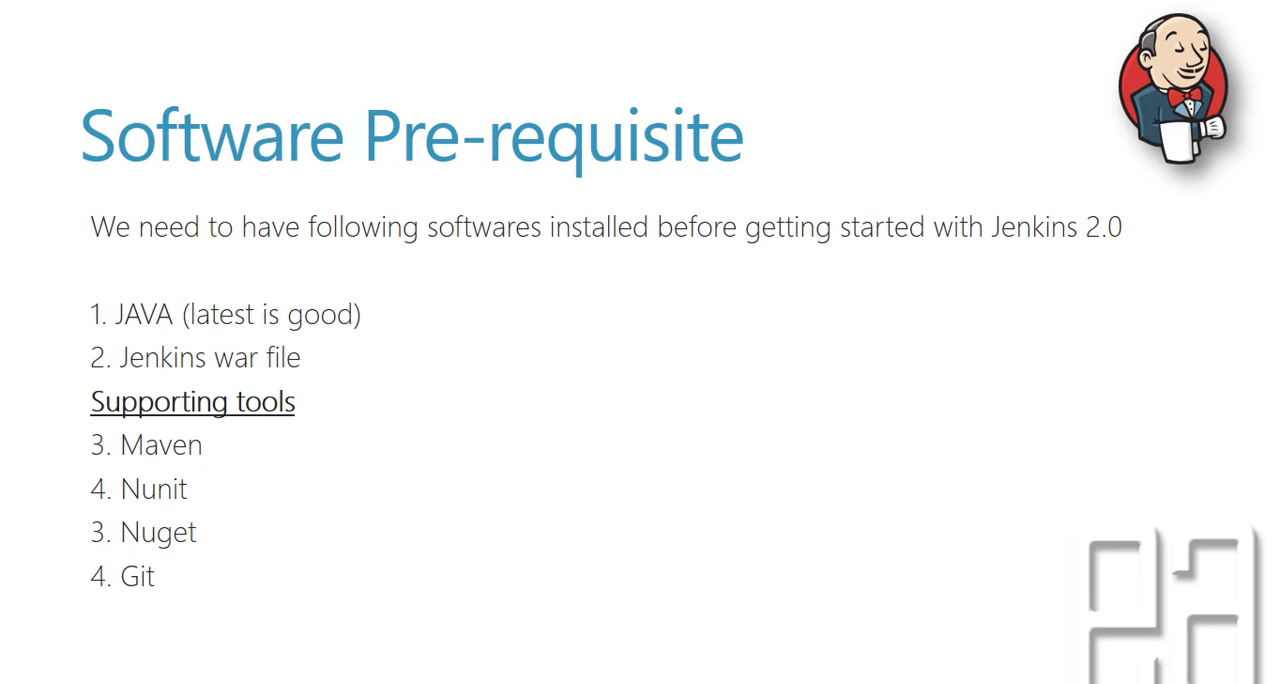 Software Pre-requisite
We need to have following softwares installed before getting started with Jenkins 2.0
1. JAVA (latest is good)
2. Jenkins war file
Supporting tools
3. Maven
4. Nunit
3. Nuget
4. Git